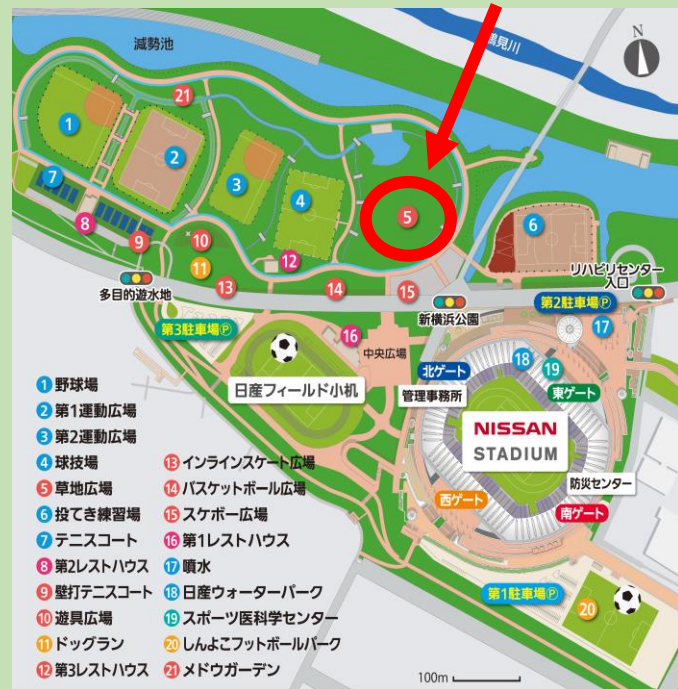 減勢池
鶴見川
N
21
1
2
3
4
5
6
7
8
9
10
11
12
13
14
15
多目的遊水地
新横浜公園
リハビリセンター
入口
第2駐車場Ⓟ
17
第3駐車場Ⓟ
16
中央広場
日産フィールド小机
18
19
北ゲート
管理事務所
東ゲート
NISSAN
STADIUM
防災センター
西ゲート
南ゲート
第1駐車場Ⓟ
20
1 野球場
2 第1運動広場
3 第2運動広場
4 球技場
5 草地広場
6 投てき練習場
7 テニスコート
8 第2レストハウス
9 壁打テニスコート
10 遊具広場
11 ドッグラン
12 第3レストハウス
13 インラインスケート広場
14 バスケットボール広場
15 スケボー広場
16 第1レストハウス
17 噴水
18 日産ウォーターパーク
19 スポーツ医科学センター
20 しんよこフットボールパーク
21 メドウガーデン
100m